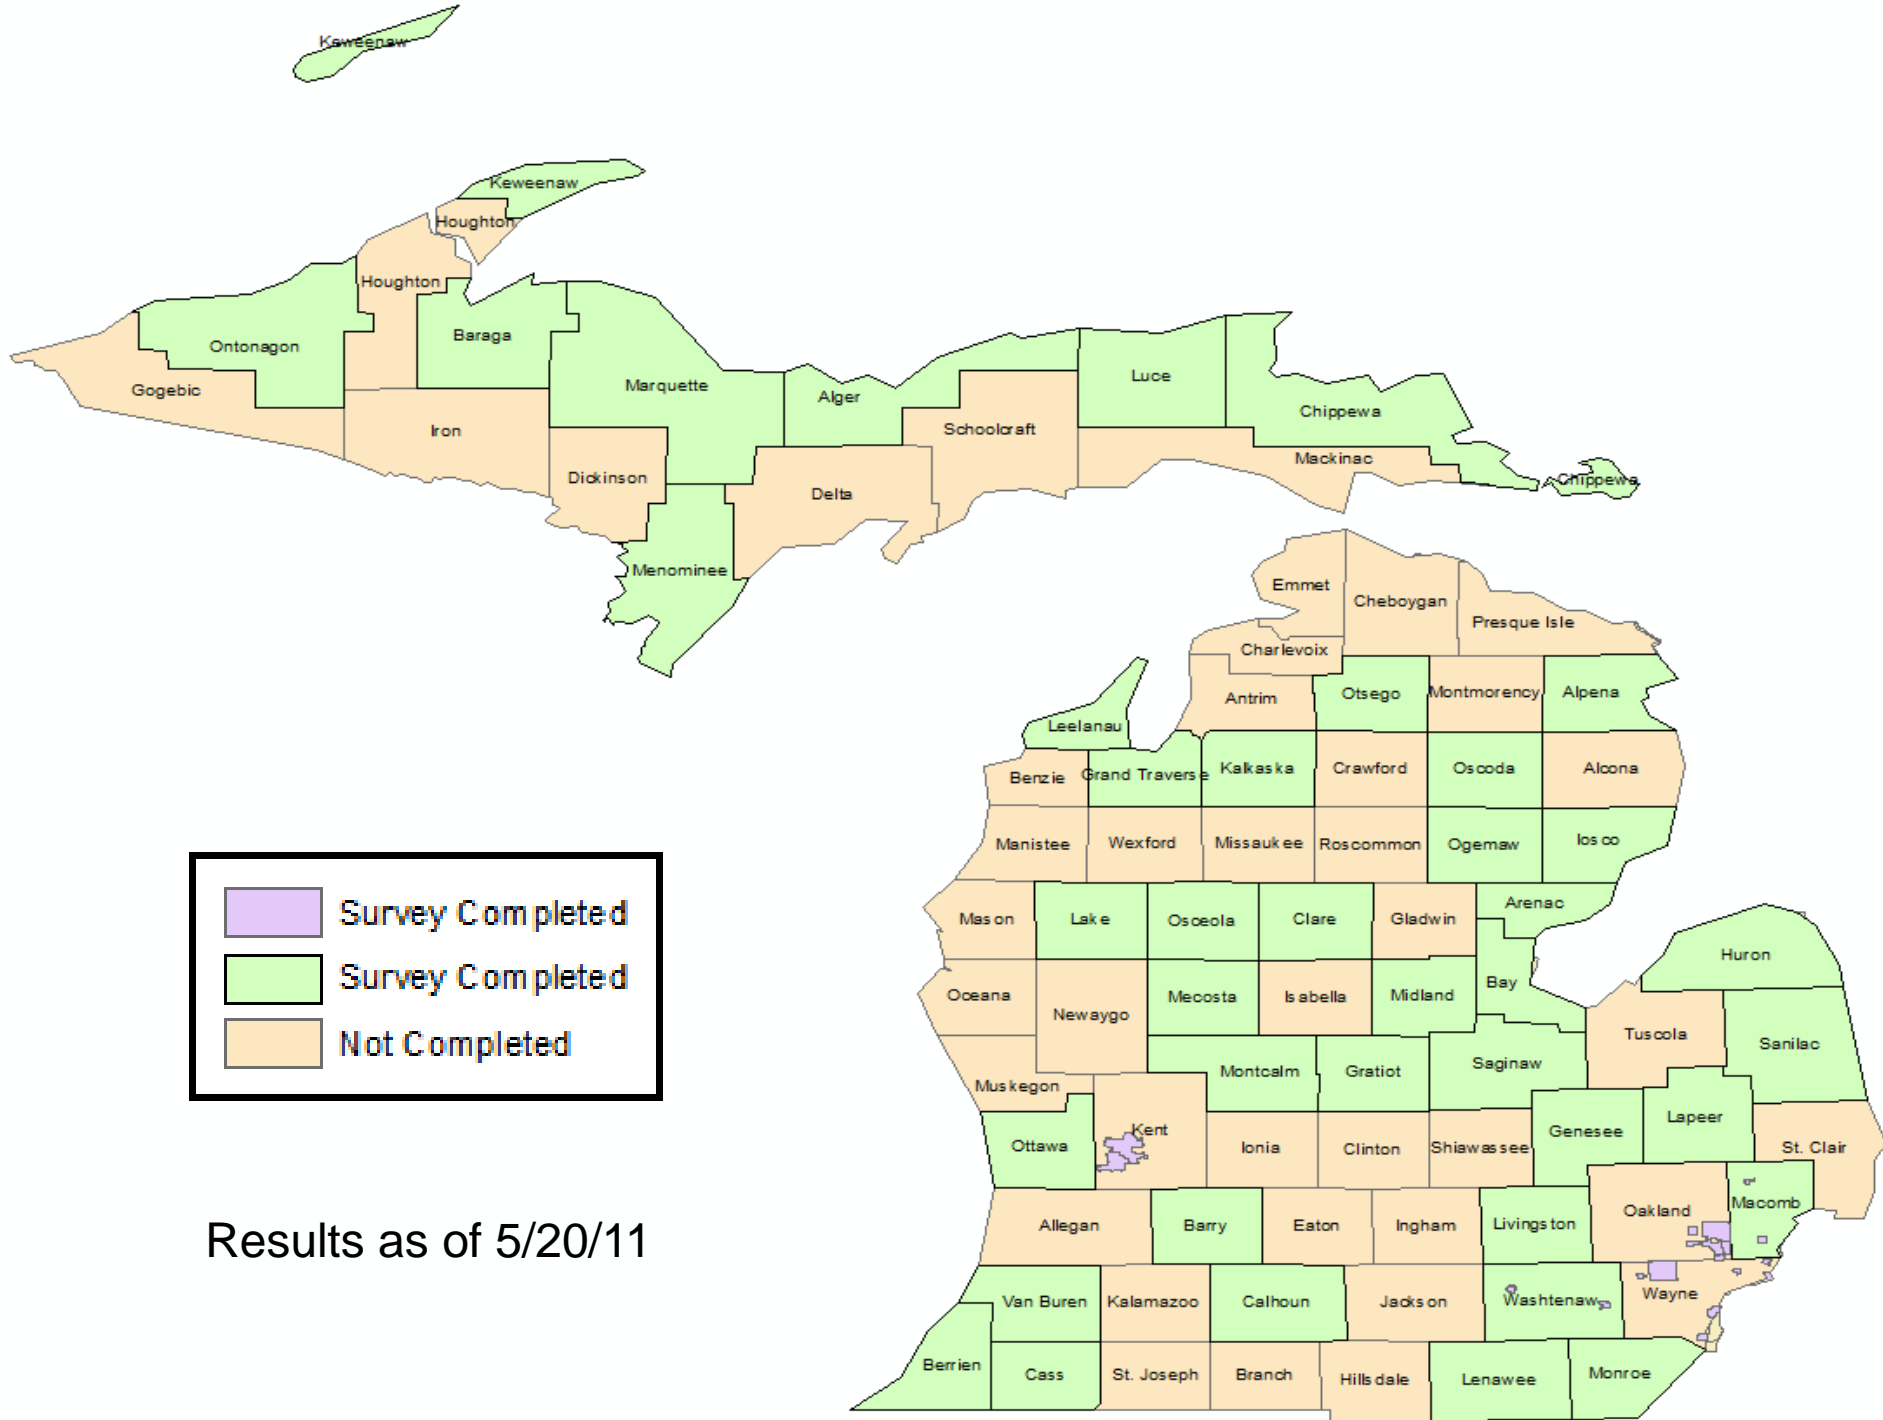 Keweenaw
Keweenaw
Houghton
Houghton
Baraga
Ontonagon
Gogebic
Marquette
Alger
Luce
Chippewa
Iron
Schoolcraft
Mackinac
Dickinson
Delta
Chippewa
Menominee
Emmet
Cheboygan
Presque Isle
Charlevoix
Antrim
Otsego
Montmorency
Alpena
Leelanau
Benzie
Grand Traverse
Kalkaska
Crawford
Oscoda
Alcona
Manistee
Wexford
Missaukee
Roscommon
Ogemaw
Iosco
Mason
Lake
Osceola
Clare
Gladwin
Arenac
Huron
Oceana
Newaygo
Mecosta
Isabella
Midland
Bay
Tuscola
Sanilac
Muskegon
Montcalm
Gratiot
Saginaw
Ottawa
Kent
Ionia
Clinton
Shiawassee
Genesee
Lapeer
St. Clair
Allegan
Barry
Eaton
Ingham
Livingston
Oakland
Macomb
Van Buren
Kalamazoo
Calhoun
Jackson
Washtenaw
Wayne
Berrien
Cass
St. Joseph
Branch
Hillsdale
Lenawee
Monroe
Survey Completed
Survey Completed
Not Completed
Results as of 5/20/11